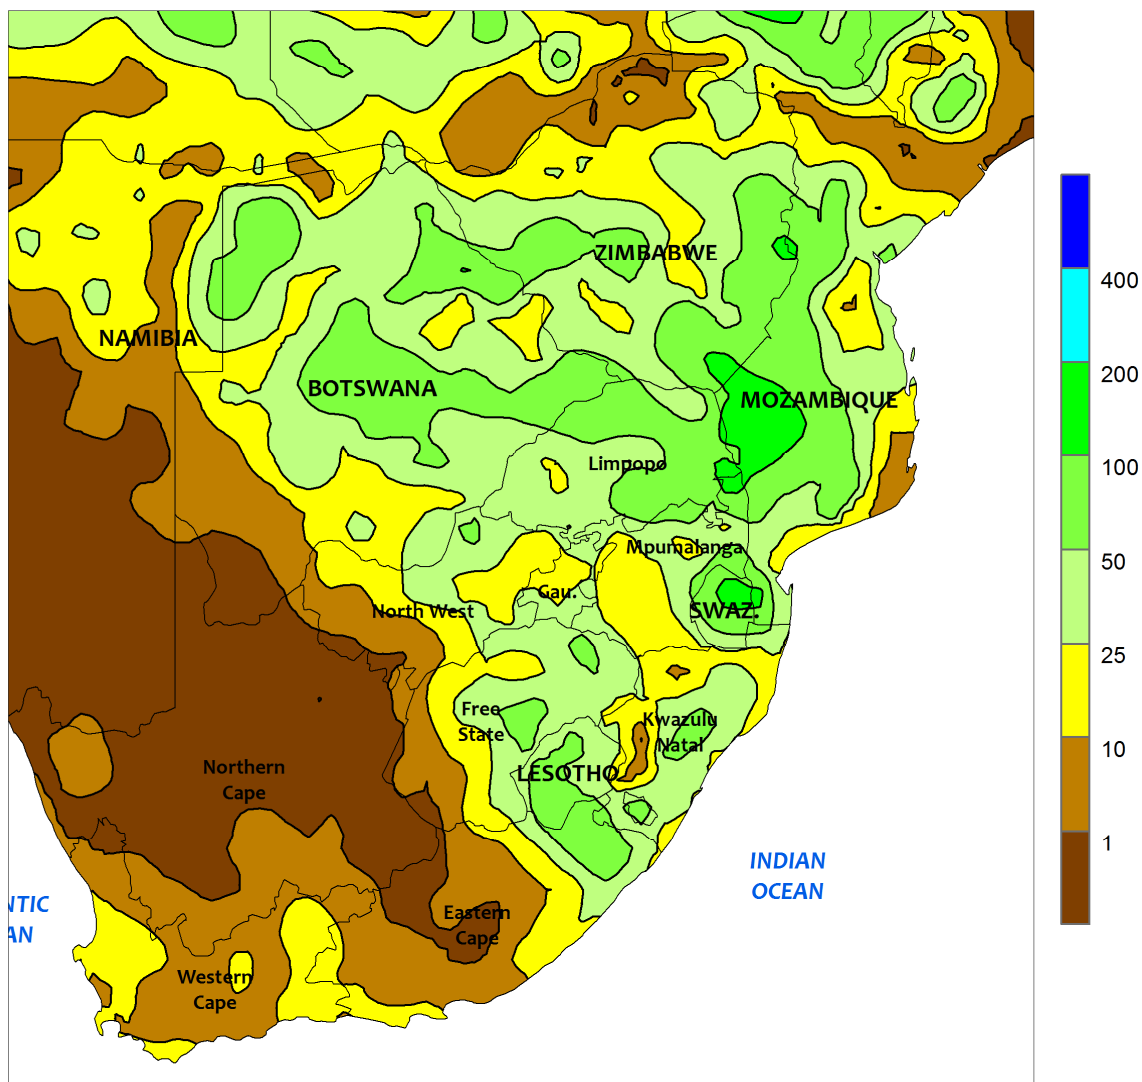 ZIMBABWE
NAMIBIA
BOTSWANA
MOZAMBIQUE
Limpopo
Mpumalanga
Gau.
North West
SWAZ.
Free
State
Kwazulu
Natal
Northern
Cape
LESOTHO
INDIAN
OCEAN
NTIC
AN
Eastern
Cape
Western
Cape
400
200
100
50
25
10
1